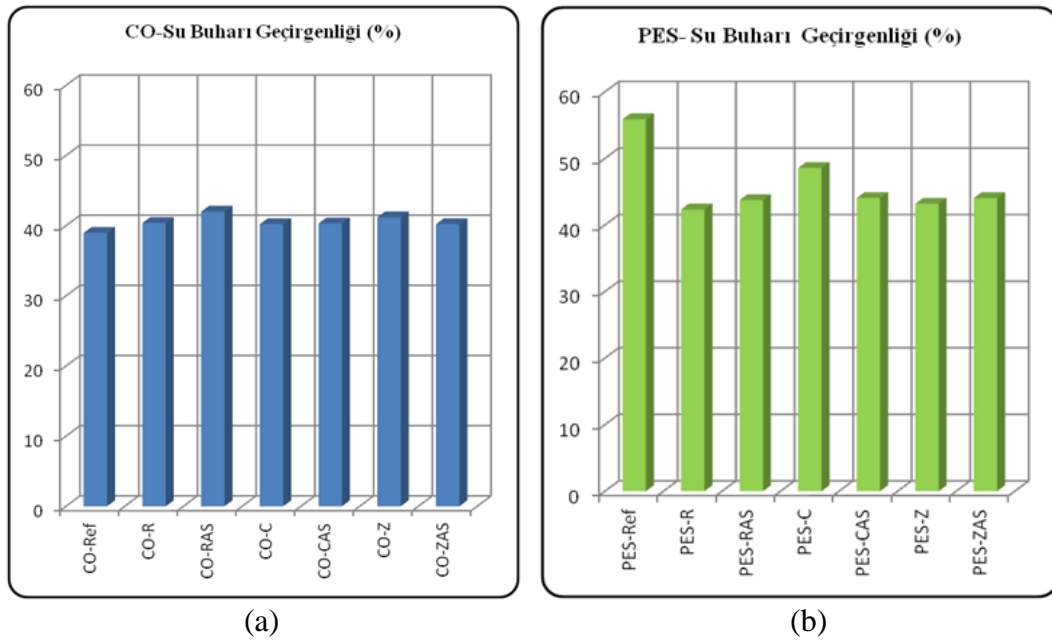 CO-Su Buharı Geçirgenliği (%)
60
50
40
30
20
10
0
CO-Ref
CO-R
CO-RAS
CO-C
CO-CAS
CO-Z
CO-ZAS
(a)
PES- Su Buharı Geçirgenliği (%)
60
50
40
30
20
10
0
PES-Ref
PES-R
PES-RAS
PES-C
PES-CAS
PES-Z
PES-ZAS
(b)